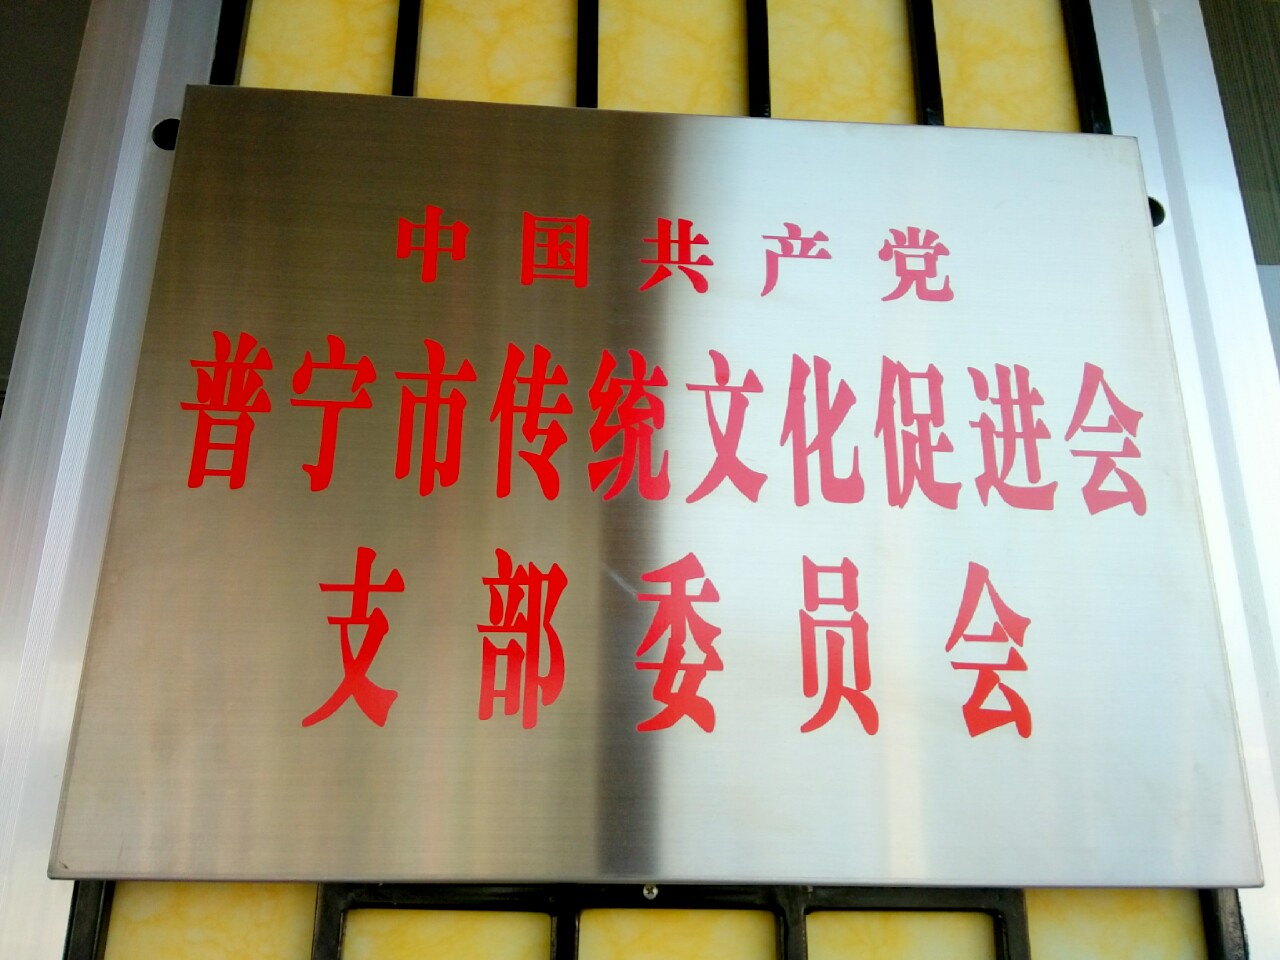 中国共产党
普宁市传统文化促进会
支部委员会